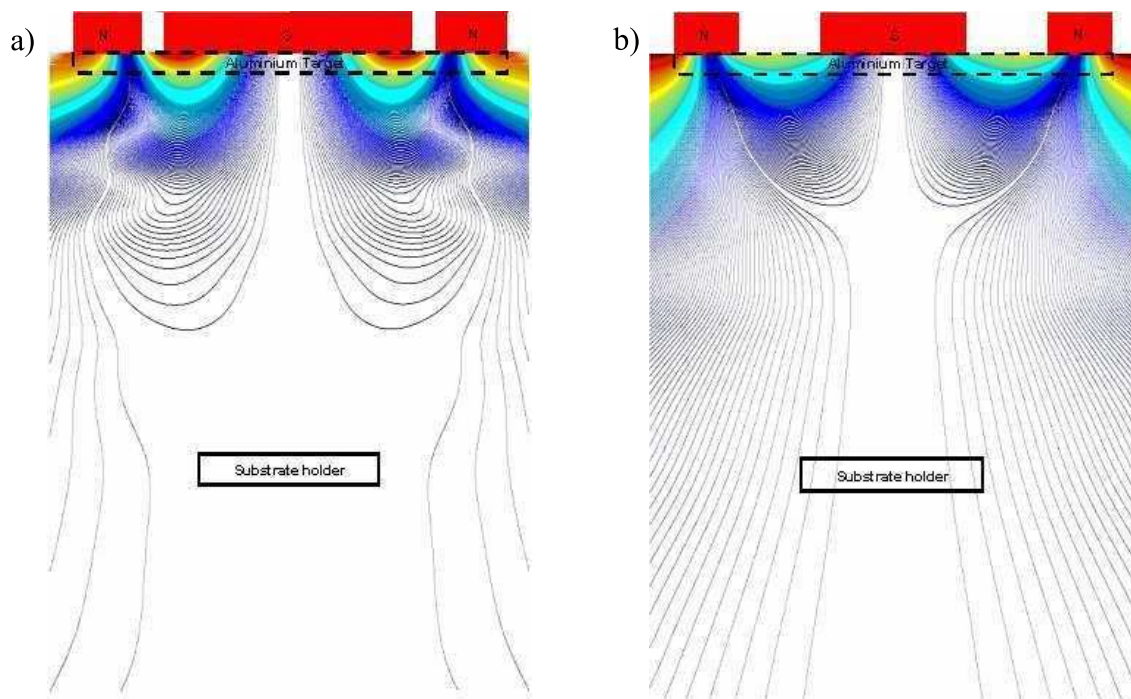 a)
N S N
Aluminium Target
Substrate holder
b)
N S N
Aluminium Target
Substrate holder